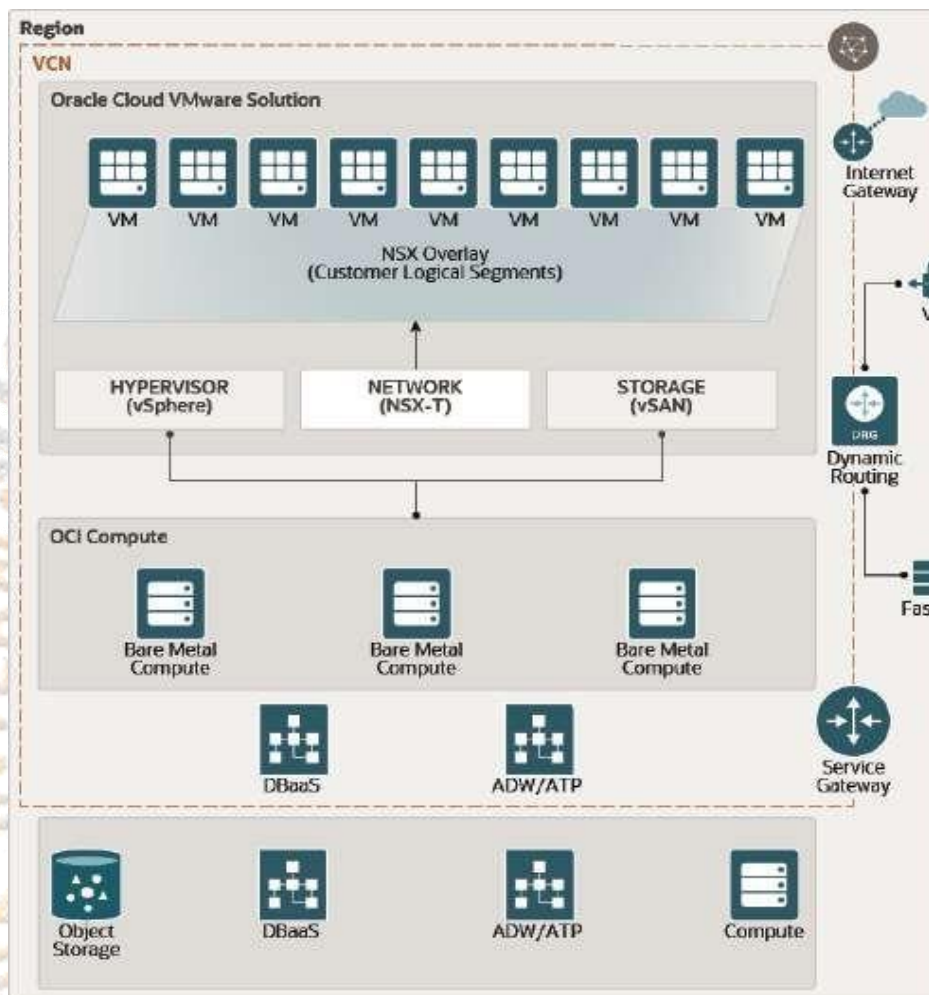 Region
VCN
Oracle Cloud VMware Solution
VM VM VM VM VM VM VM VM VM
NSX Overlay
(Customer Logical Segments)
HYPERVISOR
(vSphere)
NETWORK
(NSX-T)
STORAGE
(vSAN)
Internet
Gateway
V
DRG
Dynamic
Routing
Fas
OCI Compute
Bare Metal
Compute
Bare Metal
Compute
Bare Metal
Compute
DBaaS
ADW/ATP
Service
Gateway
Object
Storage
DBaaS
ADW/ATP
Compute